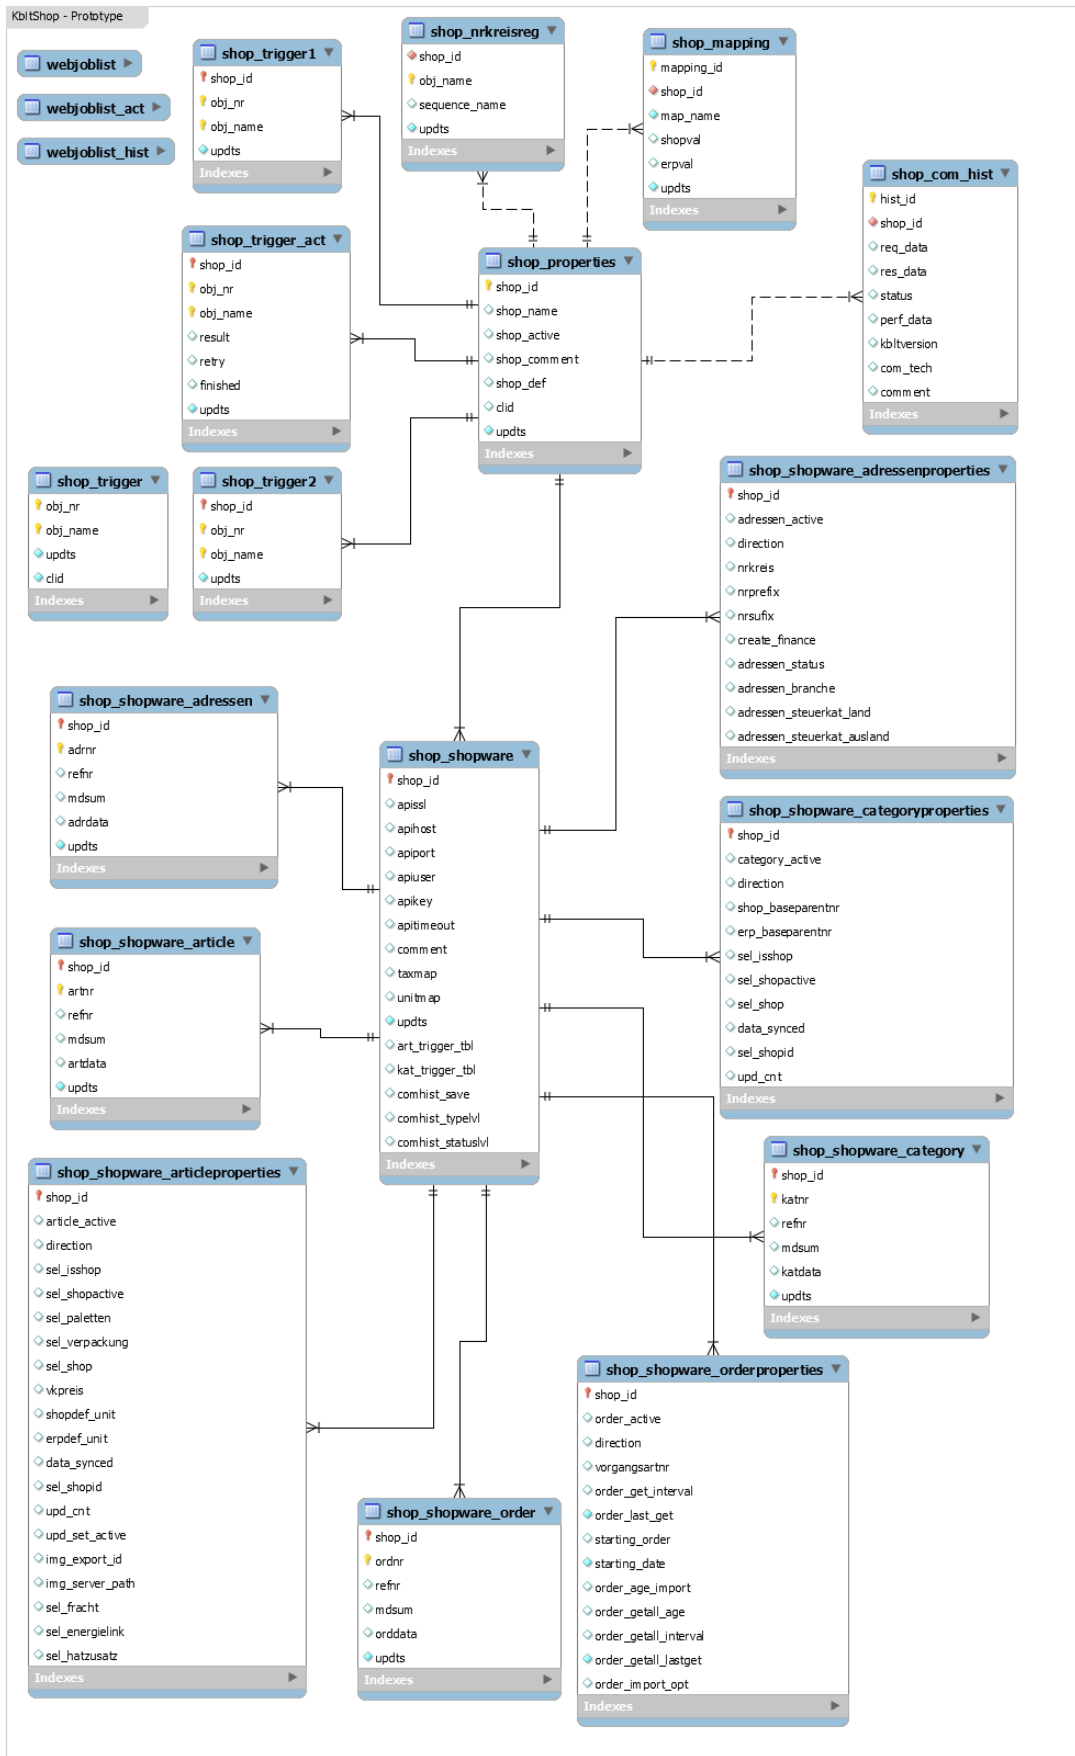 KbltShop - Prototype
webjoblist
webjoblist_act
webjoblist_hist
shop_trigger1
shop_id
obj_nr
obj_name
updts
Indexes
shop_nrkreisreg
shop_id
obj_name
sequence_name
updts
Indexes
shop_mapping
mapping_id
shop_id
map_name
shopval
erpval
updts
Indexes
shop_com_hist
hist_id
shop_id
req_data
res_data
status
perf_data
kbltversion
com_tech
comment
Indexes
shop_trigger_act
shop_id
obj_nr
obj_name
result
retry
finished
updts
Indexes
shop_properties
shop_id
shop_name
shop_active
shop_comment
shop_def
clid
updts
Indexes
shop_trigger
obj_nr
obj_name
updts
clid
Indexes
shop_trigger2
shop_id
obj_nr
obj_name
updts
Indexes
shop_shopware_adressenproperties
shop_id
adressen_active
direction
nrkreis
nrprefix
nrsufix
create_finance
adressen_status
adressen_branche
adressen_steuerkat_land
adressen_steuerkat_ausland
Indexes
shop_shopware_adressen
shop_id
adrnr
refnr
mdsum
adrdata
updts
Indexes
shop_shopware
shop_id
apissl
apihost
apiport
apiuser
apikey
apitimeout
comment
taxmap
unitmap
updts
art_trigger_tbl
kat_trigger_tbl
comhist_save
comhist_typelvl
comhist_statuslvl
Indexes
shop_shopware_categoryproperties
shop_id
category_active
direction
shop_baseparentnr
erp_baseparentnr
sel_isshop
sel_shopactive
sel_shop
data_synced
sel_shopid
upd_cnt
Indexes
shop_shopware_article
shop_id
artnr
refnr
mdsum
artdata
updts
Indexes
shop_shopware_category
shop_id
katnr
refnr
mdsum
katdata
updts
Indexes
shop_shopware_articleproperties
shop_id
article_active
direction
sel_isshop
sel_shopactive
sel_paletten
sel_verpackung
sel_shop
vkpreis
shopdef_unit
erpdef_unit
data_synced
sel_shopid
upd_cnt
upd_set_active
img_export_id
img_server_path
sel_fracht
sel_energielink
sel_hatzusatz
Indexes
shop_shopware_order
shop_id
ordnr
refnr
mdsum
orddata
updts
Indexes
shop_shopware_orderproperties
shop_id
order_active
direction
vorgangsartnr
order_get_interval
order_last_get
starting_order
starting_date
order_age_import
order_getall_age
order_getall_interval
order_getall_lastget
order_import_opt
Indexes